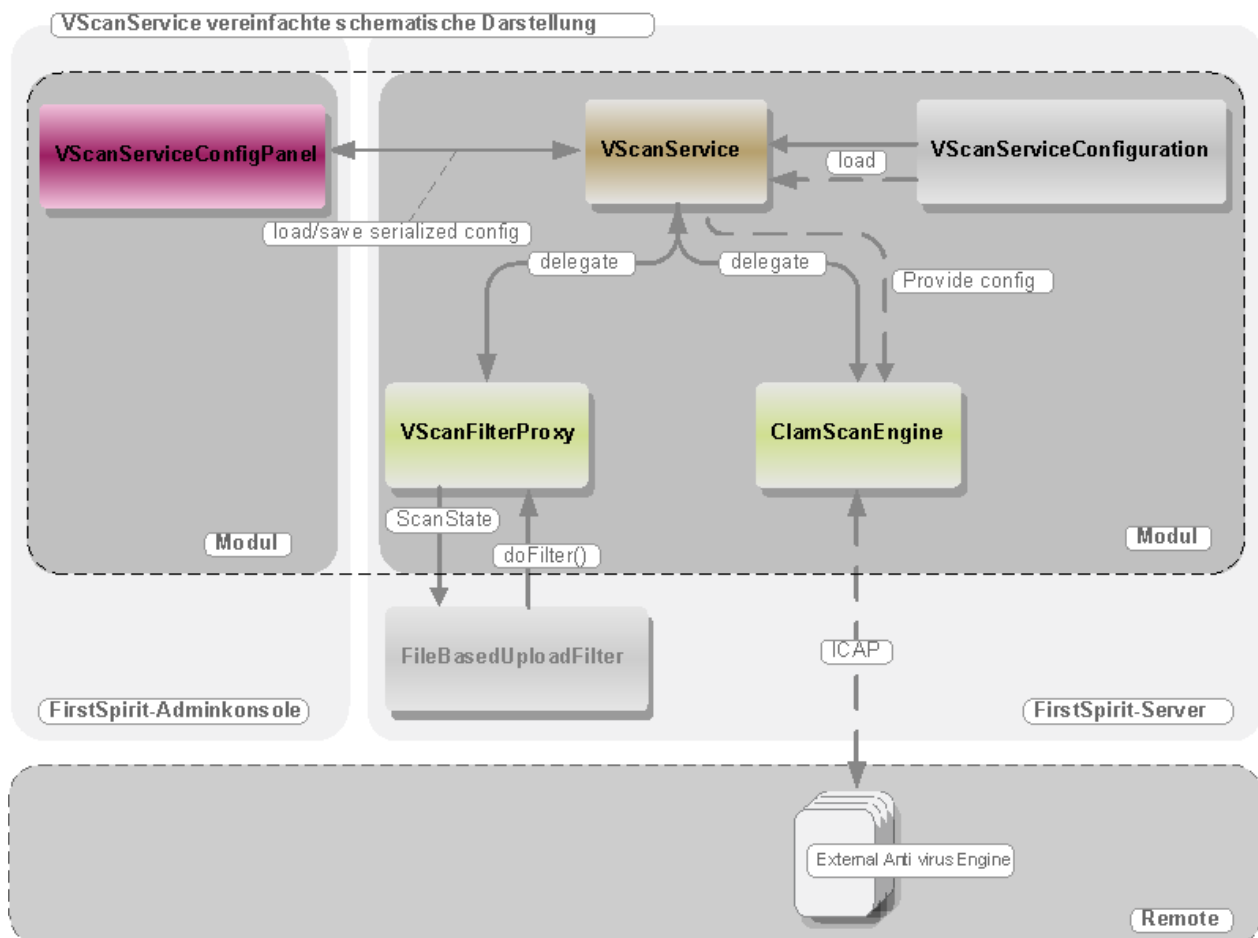 VScanService vereinfachte schematische Darstellung
VScanServiceConfigPanel
VScanService
VScanServiceConfiguration
load
load/save serialized config
delegate
delegate
Provide config
VScanFilterProxy
ClamScanEngine
ScanState
doFilter()
Modul
Modul
FileBasedUploadFilter
ICAP
FirstSpirit-Adminkonsole
FirstSpirit-Server
External Anti virus Engine
Remote